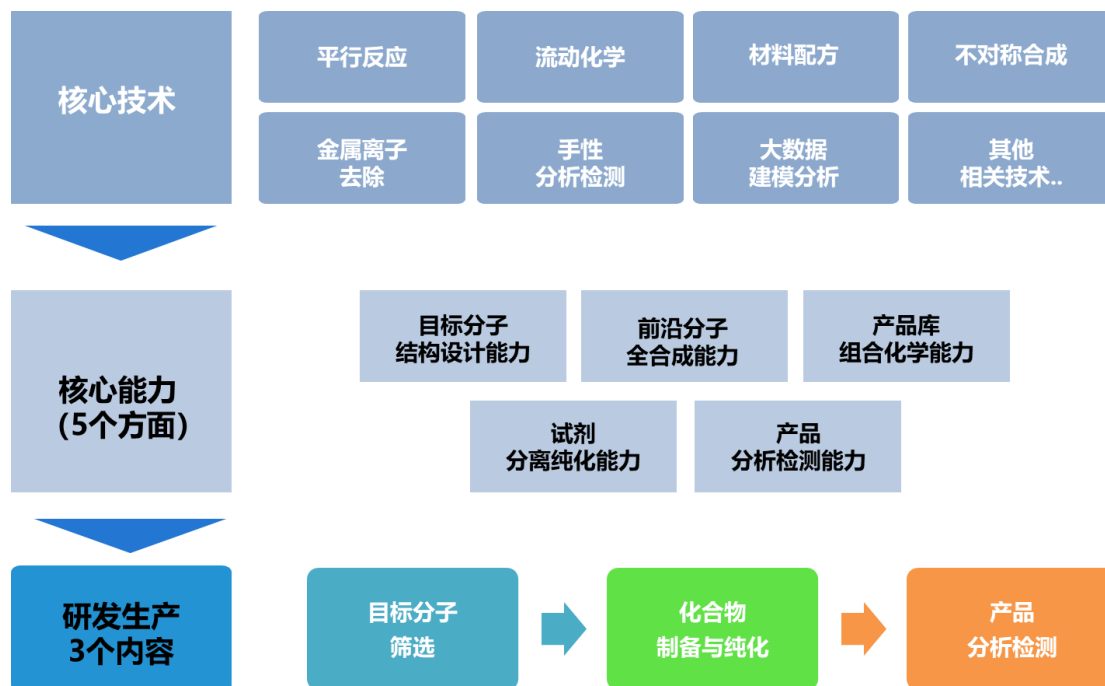 核心技术
平行反应
流动化学
材料配方
不对称合成
金属离子
去除
手性
分析检测
大数据
建模分析
其他
相关技术..
核心能力
（5个方面）
目标分子
结构设计能力
前沿分子
全合成能力
产品库
组合化学能力
试剂
分离纯化能力
产品
分析检测能力
研发生产
3个内容
目标分子
筛选
化合物
制备与纯化
产品
分析检测